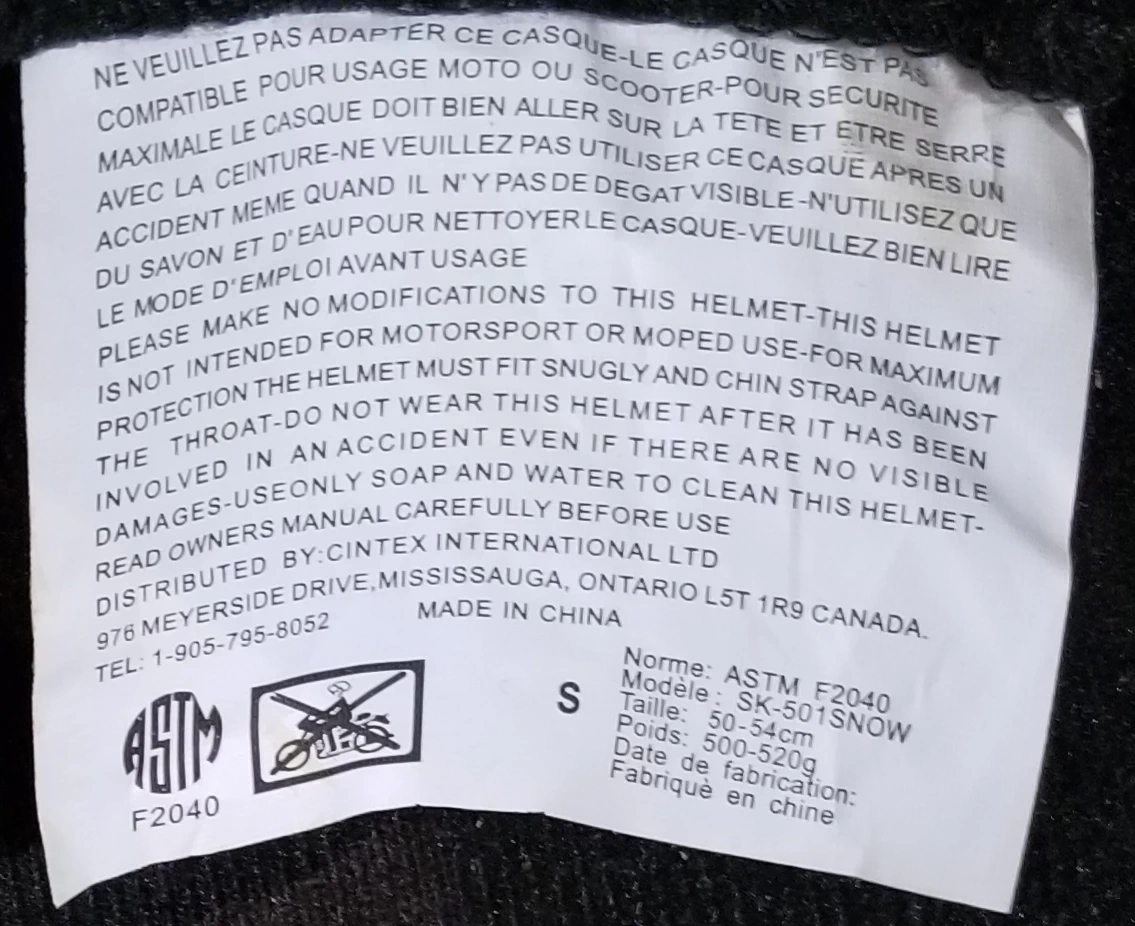 NE VEUILLEZ PAS ADAPTER CE CASQUE-LE CASQUE N'EST PAS
COMPATIBLE POUR USAGE MOTO OU SCOOTER-POUR SECURITE
MAXIMALE LE CASQUE DOIT BIEN ALLER SUR LA TETE ET ETRE SERRE
AVEC LA CEINTURE-NE VEUILLEZ PAS UTILISER CE CASQUE APRES UN
ACCIDENT MEME QUAND IL N'Y PAS DE DEGAT VISIBLE-N'UTILISEZ QUE
DU SAVON ET D'EAU POUR NETTOYER LE CASQUE-VEUILLEZ BIEN LIRE
LE MODE D'EMPLOI AVANT USAGE
PLEASE MAKE NO MODIFICATIONS TO THIS HELMET-THIS HELMET
IS NOT INTENDED FOR MOTORSPORT OR MOPED USE-FOR MAXIMUM
PROTECTION THE HELMET MUST FIT SNUGLY AND CHIN STRAP AGAINST
THE THROAT-DO NOT WEAR THIS HELMET AFTER IT HAS BEEN
INVOLVED IN AN ACCIDENT EVEN IF THERE ARE NO VISIBLE
DAMAGES-USEONLY SOAP AND WATER TO CLEAN THIS HELMET-
READ OWNERS MANUAL CAREFULLY BEFORE USE
DISTRIBUTED BY:CINTEX INTERNATIONAL LTD
976 MEYERSIDE DRIVE,MISSISSAUGA, ONTARIO L5T 1R9 CANADA.
TEL: 1-905-795-8052
MADE IN CHINA
ASTM
F2040
S
Norme: ASTM F2040
Modèle: SK-501SNOW
Taille: 50-54cm
Poids: 500-520g
Date de fabrication:
Fabriquè en chine